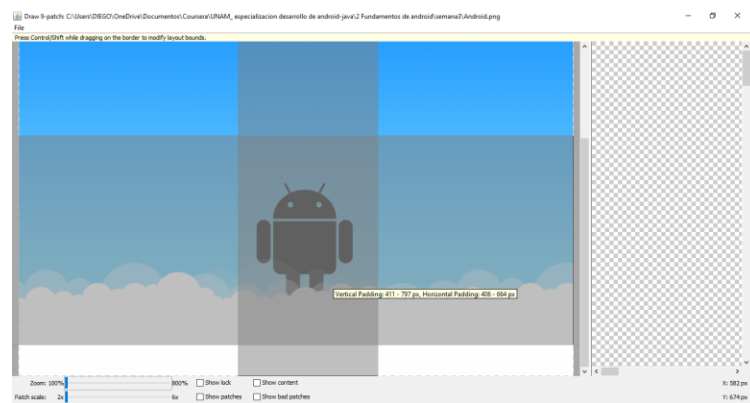 Draw 9-patch: C:\Users\DIEGO\OneDrive\Documentos\Coursera\UNAM_ especializacion desarrollo de android-java\2 Fundamentos de android\semana3\Android.png
File
Press Control/Shift while dragging on the border to modify layout bounds.
Vertical Padding: 411 - 797 px, Horizontal Padding: 408 - 664 px
Zoom: 100% 800% Show lock Show content X: 582 px
Patch scale: 2x 6x Show patches Show bad patches Y: 674 px